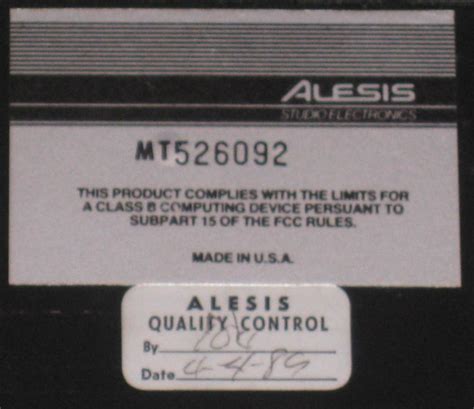 ALESIS
STUDIO ELECTRONICS
MT526092
THIS PRODUCT COMPLIES WITH THE LIMITS FOR
A CLASS B COMPUTING DEVICE PERSUANT TO
SUBPART 15 OF THE FCC RULES.
MADE IN U.S.A.
ALESIS
QUALITY CONTROL
By
Date 4-4-89